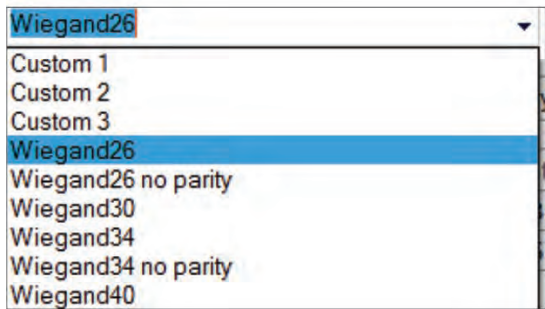 Wiegand26
Custom 1
Custom 2
Custom 3
Wiegand26
Wiegand26 no parity
Wiegand30
Wiegand34
Wiegand34 no parity
Wiegand40